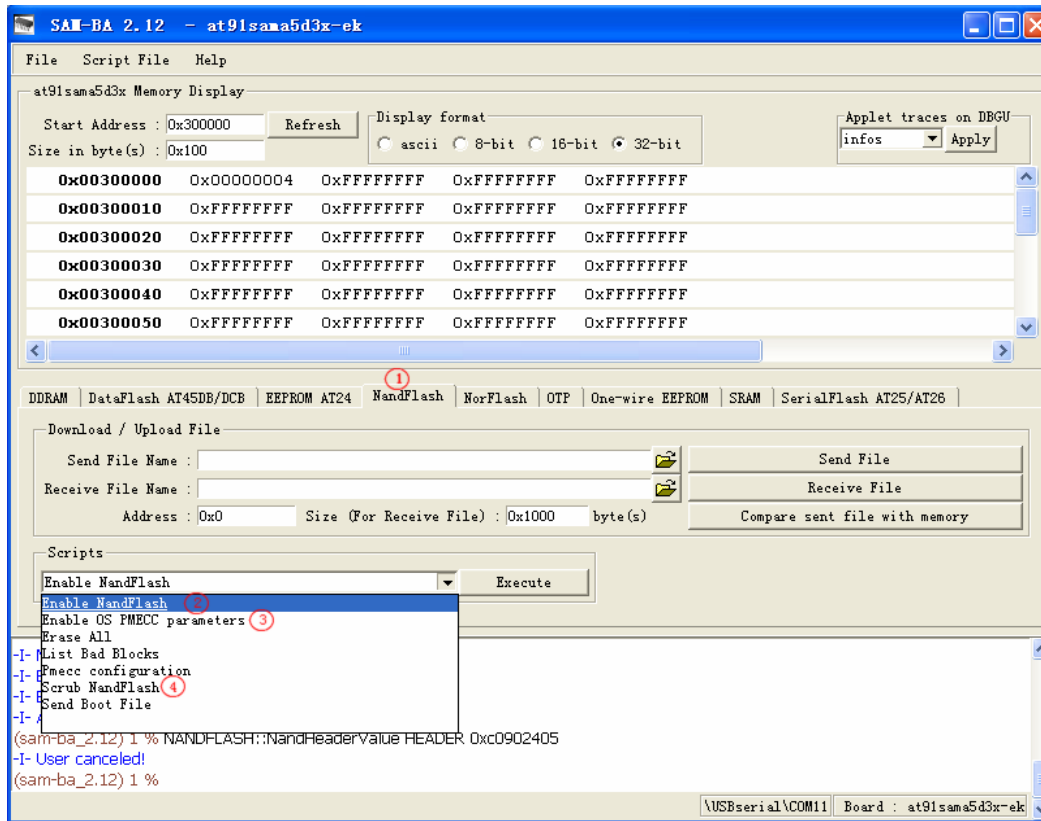 SAM-BA 2.12 - at91sama5d3x-ek
File Script File Help
at91sama5d3x Memory Display
Start Address : 0x300000 Refresh
Size in byte(s) : 0x100
Display format
ascii 8-bit 16-bit 32-bit
Applet traces on DBGU
infos Apply
0x00300000 0x00000004 0xFFFFFFFF 0xFFFFFFFF 0xFFFFFFFF
0x00300010 0xFFFFFFFF 0xFFFFFFFF 0xFFFFFFFF 0xFFFFFFFF
0x00300020 0xFFFFFFFF 0xFFFFFFFF 0xFFFFFFFF 0xFFFFFFFF
0x00300030 0xFFFFFFFF 0xFFFFFFFF 0xFFFFFFFF 0xFFFFFFFF
0x00300040 0xFFFFFFFF 0xFFFFFFFF 0xFFFFFFFF 0xFFFFFFFF
0x00300050 0xFFFFFFFF 0xFFFFFFFF 0xFFFFFFFF 0xFFFFFFFF
1
DDRAM DataFlash AT45DB/DCB EEPROM AT24 NandFlash NorFlash OTP One-wire EEPROM SRAM SerialFlash AT25/AT26
Download / Upload File
Send File Name : Send File
Receive File Name : Receive File
Address : 0x0 Size (For Receive File) : 0x1000 byte(s) Compare sent file with memory
Scripts
Enable NandFlash Execute
Enable NandFlash 2
Enable OS PMECC parameters 3
Erase All
-I- List Bad Blocks
-I- Pmecc configuration
-I- Scrub NandFlash 4
-I- Send Boot File
(sam-ba_2.12) 1 % NANDFLASH::NandHeaderValue HEADER 0xc0902405
-I- User canceled!
(sam-ba_2.12) 1 %
\USBserial\COM11 Board : at91sama5d3x-ek